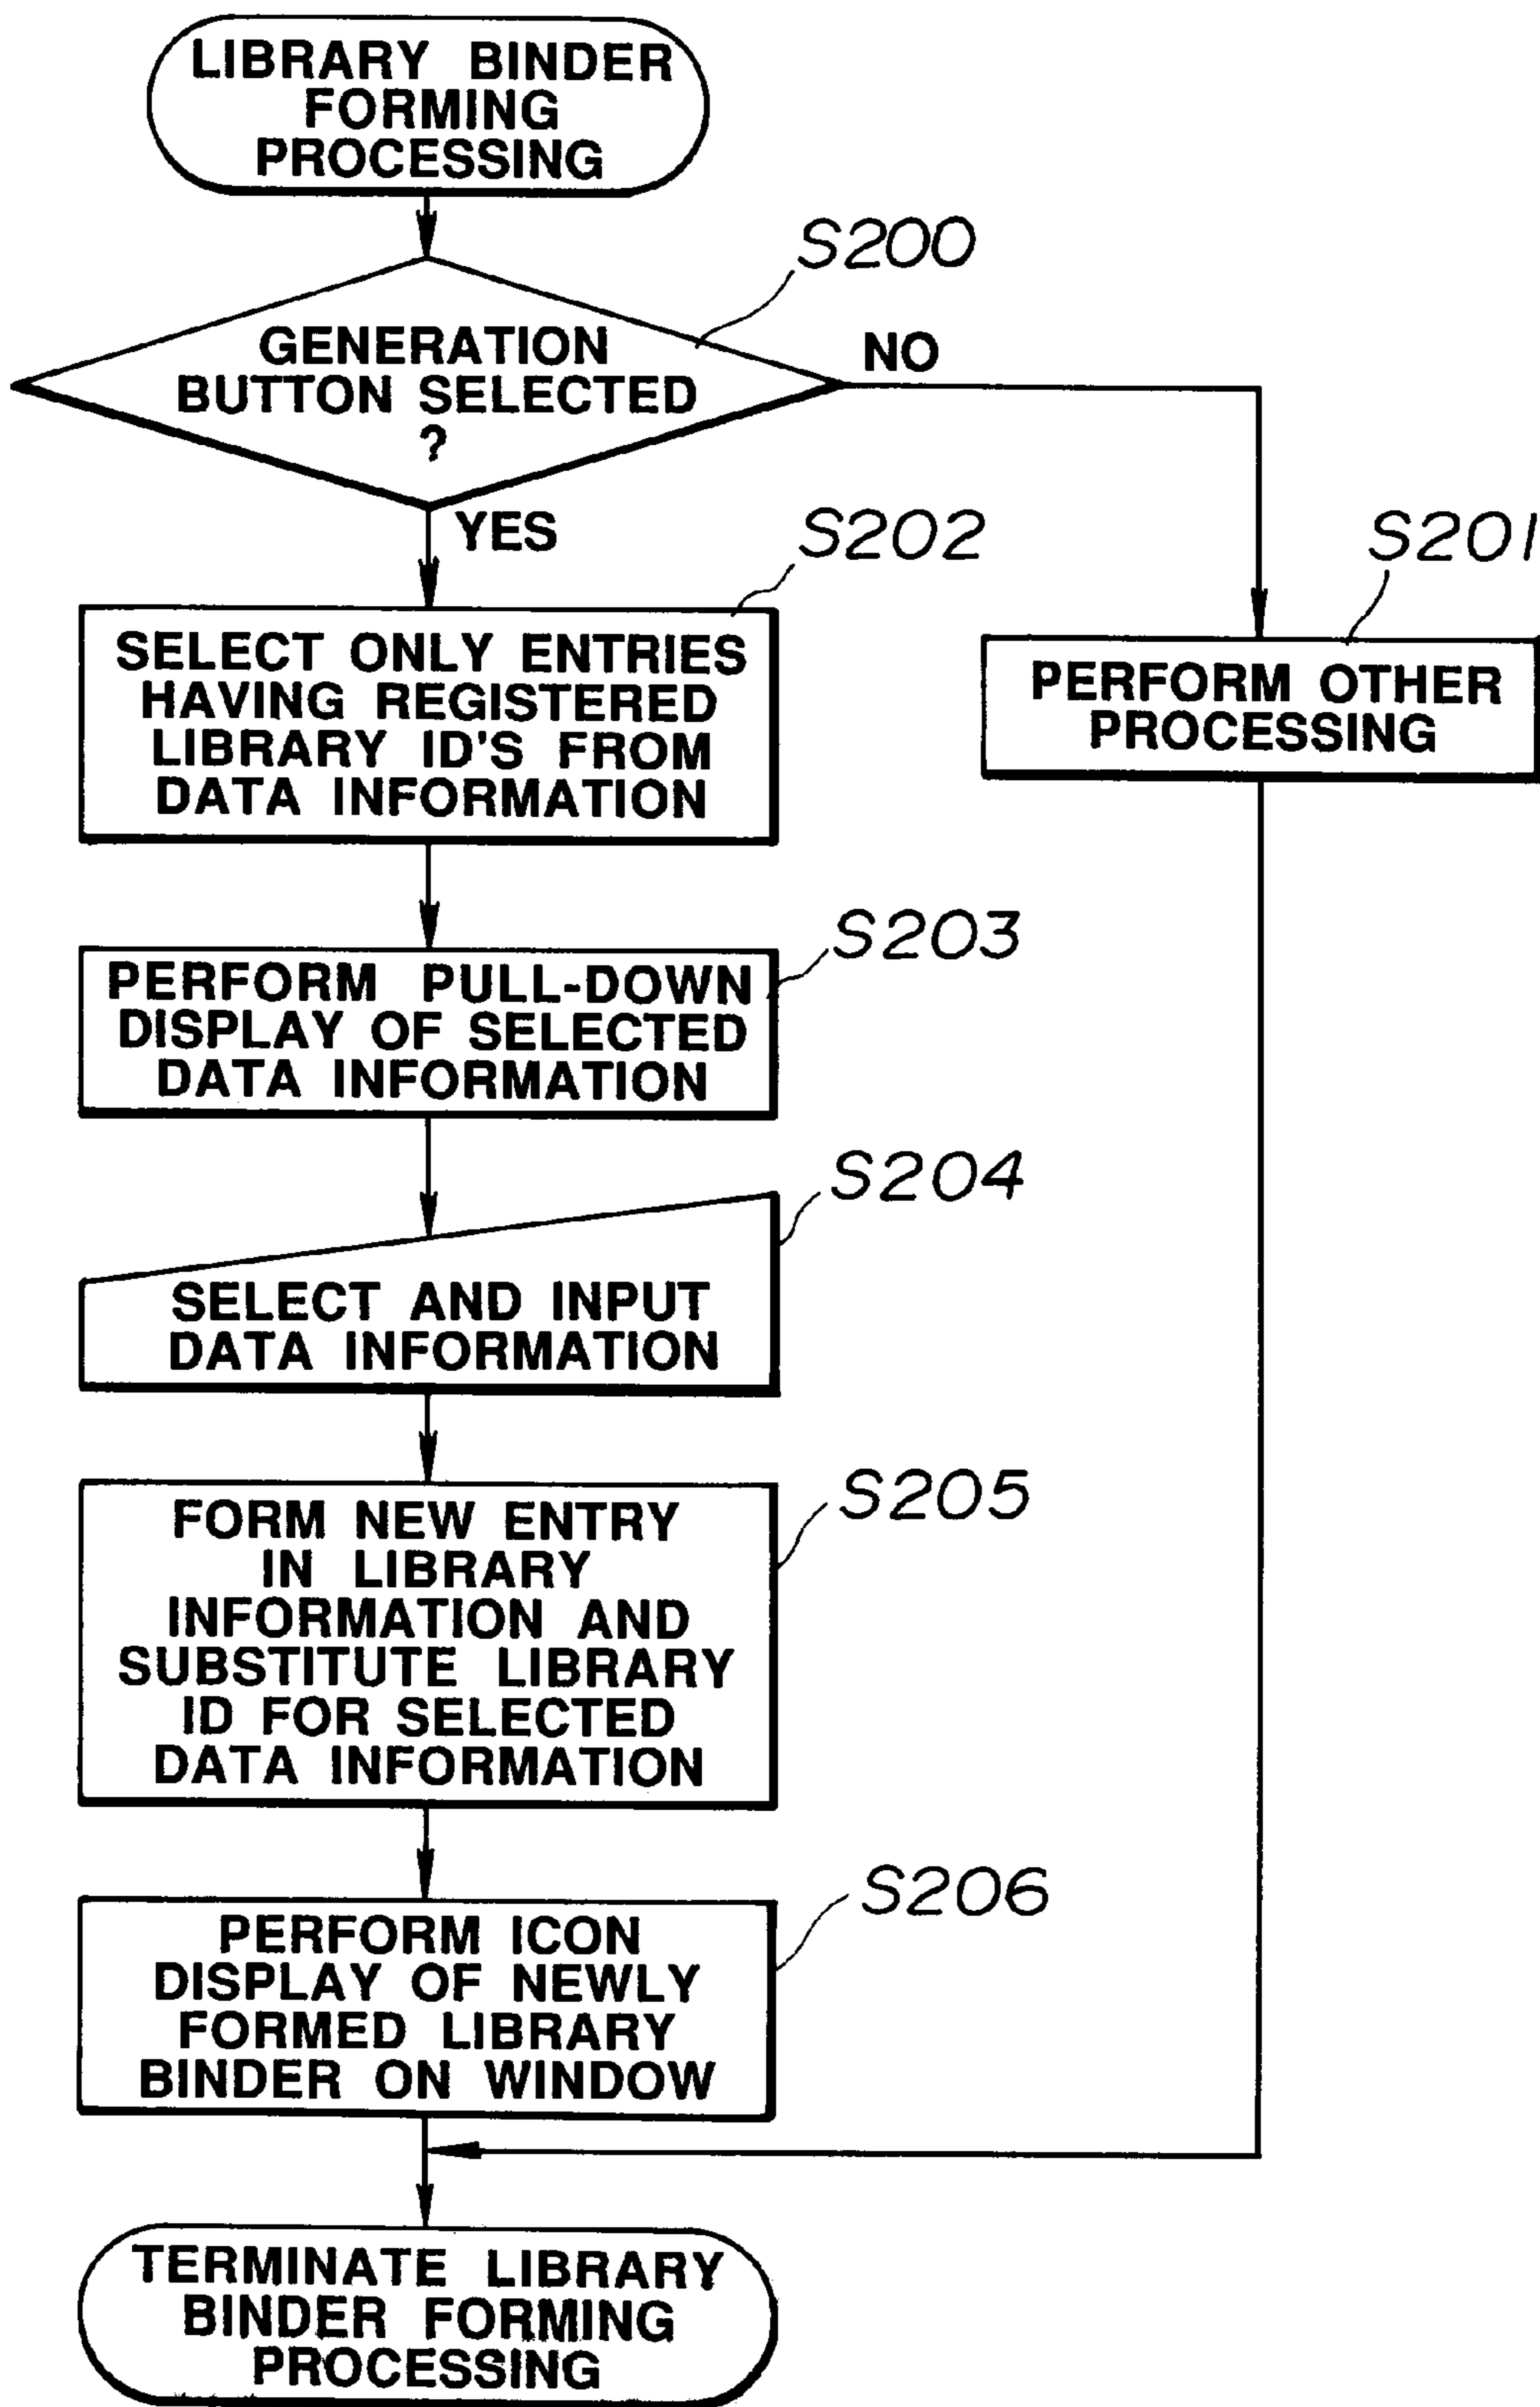 LIBRARY BINDER
FORMING
PROCESSING
S200
GENERATION
BUTTON SELECTED
?
NO
YES
S202
S201
SELECT ONLY ENTRIES
HAVING REGISTERED
LIBRARY ID'S FROM
DATA INFORMATION
PERFORM OTHER
PROCESSING
S203
PERFORM PULL-DOWN
DISPLAY OF SELECTED
DATA INFORMATION
S204
SELECT AND INPUT
DATA INFORMATION
S205
FORM NEW ENTRY
IN LIBRARY
INFORMATION AND
SUBSTITUTE LIBRARY
ID FOR SELECTED
DATA INFORMATION
S206
PERFORM ICON
DISPLAY OF NEWLY
FORMED LIBRARY
BINDER ON WINDOW
TERMINATE LIBRARY
BINDER FORMING
PROCESSING